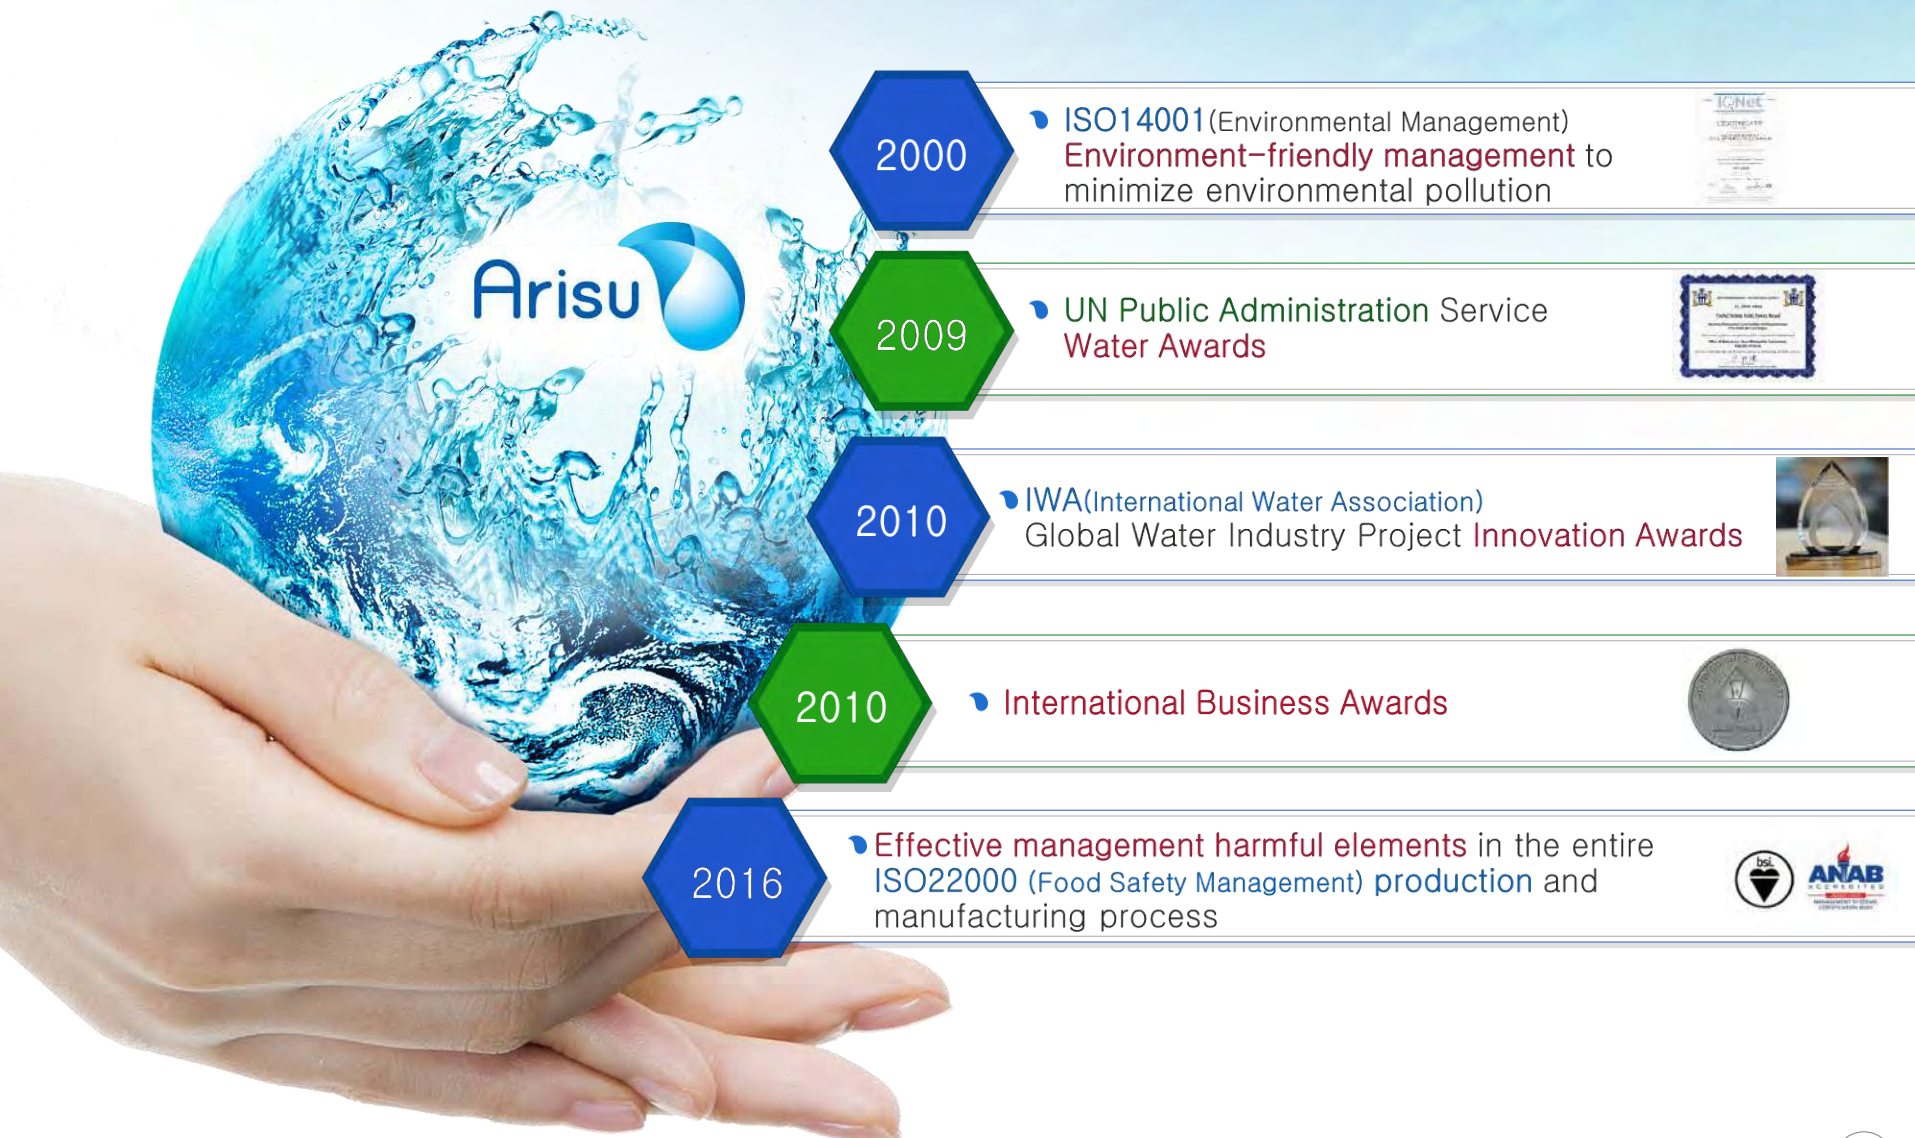 Arisu
2000
ISO14001(Environmental Management)
Environment-friendly management to
minimize environmental pollution
IQNet
2009
UN Public Administration Service
Water Awards
2010
IWA(International Water Association)
Global Water Industry Project Innovation Awards
2010
International Business Awards
2016
Effective management harmful elements in the entire
ISO22000 (Food Safety Management) production and
manufacturing process
bsi.
ANAB
ACCREDITED